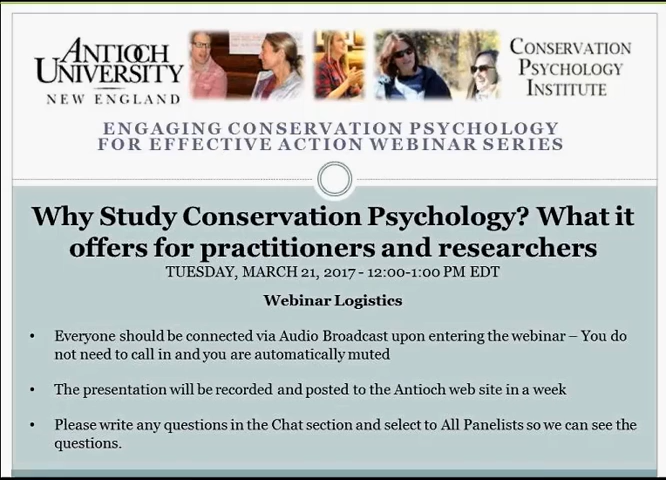 ANTIOCH
UNIVERSITY
NEW ENGLAND
CONSERVATION
PSYCHOLOGY
INSTITUTE
ENGAGING CONSERVATION PSYCHOLOGY
FOR EFFECTIVE ACTION WEBINAR SERIES
Why Study Conservation Psychology? What it
offers for practitioners and researchers
TUESDAY, MARCH 21, 2017 - 12:00-1:00 PM EDT
Webinar Logistics
• Everyone should be connected via Audio Broadcast upon entering the webinar – You do
not need to call in and you are automatically muted
• The presentation will be recorded and posted to the Antioch web site in a week
• Please write any questions in the Chat section and select to All Panelists so we can see the
questions.